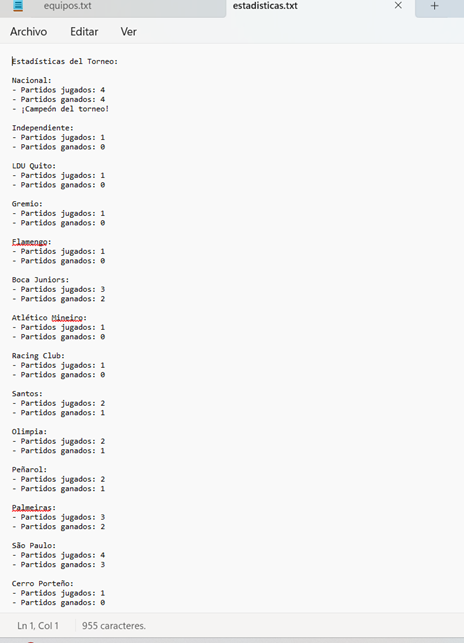 equipos.txt
estadisticas.txt
Archivo
Editar
Ver
Estadísticas del Torneo:
Nacional:
- Partidos jugados: 4
- Partidos ganados: 4
- ¡Campeón del torneo!
Independiente:
- Partidos jugados: 1
- Partidos ganados: 0
LDU Quito:
- Partidos jugados: 1
- Partidos ganados: 0
Gremio:
- Partidos jugados: 1
- Partidos ganados: 0
Flamengo:
- Partidos jugados: 1
- Partidos ganados: 0
Boca Juniors:
- Partidos jugados: 3
- Partidos ganados: 2
Atlético Mineiro:
- Partidos jugados: 1
- Partidos ganados: 0
Racing Club:
- Partidos jugados: 1
- Partidos ganados: 0
Santos:
- Partidos jugados: 2
- Partidos ganados: 1
Olimpia:
- Partidos jugados: 2
- Partidos ganados: 1
Peñarol:
- Partidos jugados: 2
- Partidos ganados: 1
Palmeiras:
- Partidos jugados: 3
- Partidos ganados: 2
São Paulo:
- Partidos jugados: 4
- Partidos ganados: 3
Cerro Porteño:
- Partidos jugados: 1
- Partidos ganados: 0
Ln 1, Col 1
955 caracteres.